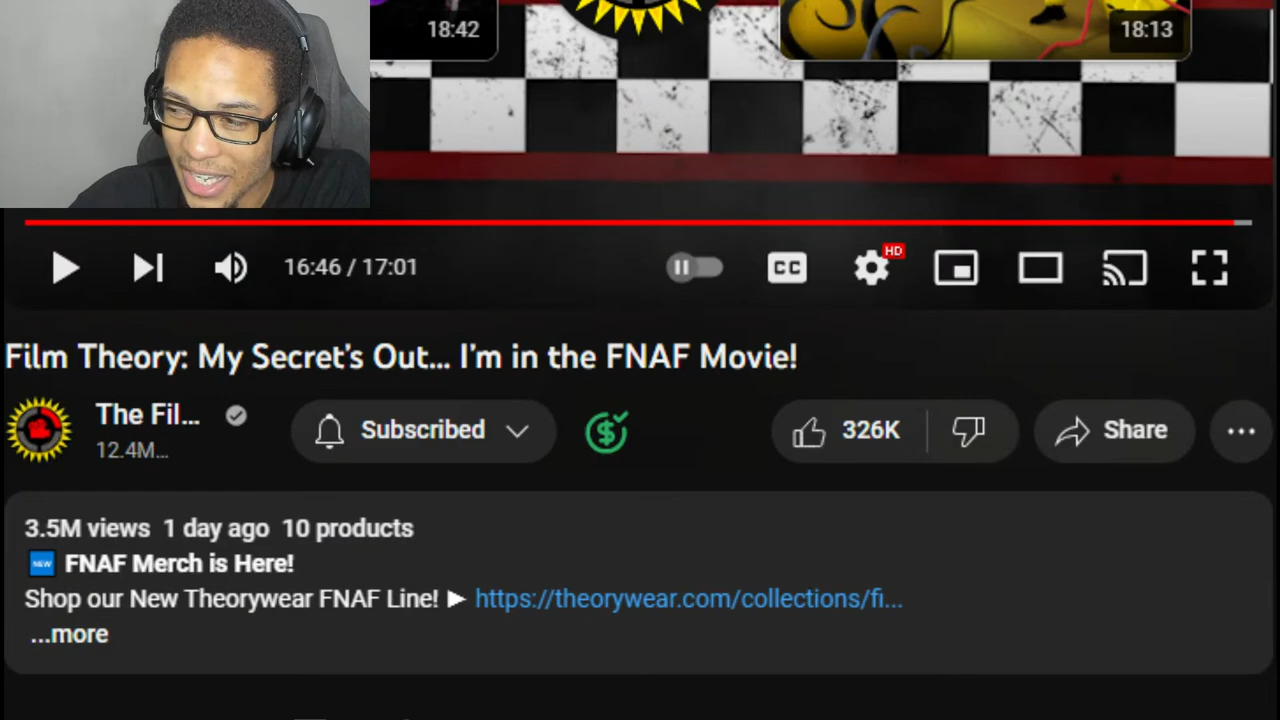 18:42
18:13
16:46 / 17:01
CC
HD
Film Theory: My Secret's Out... I'm in the FNAF Movie!
The Fil...
12.4M...
Subscribed
326K
Share
3.5M views 1 day ago 10 products
NEW FNAF Merch is Here!
Shop our New Theorywear FNAF Line! ► https://theorywear.com/collections/fi...
...more